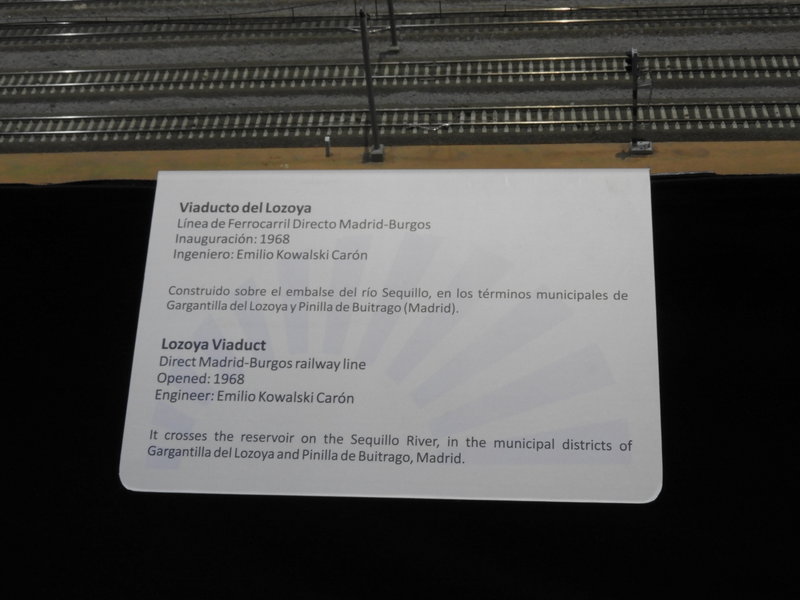 Viaducto del Lozoya
Línea de Ferrocarril Directo Madrid-Burgos
Inauguración: 1968
Ingeniero: Emilio Kowalski Carón
Construido sobre el embalse del río Sequillo, en los términos municipales de
Gargantilla del Lozoya y Pinilla de Buitrago (Madrid).
Lozoya Viaduct
Direct Madrid-Burgos railway line
Opened: 1968
Engineer: Emilio Kowalski Carón
It crosses the reservoir on the Sequillo River, in the municipal districts of
Gargantilla del Lozoya and Pinilla de Buitrago, Madrid.